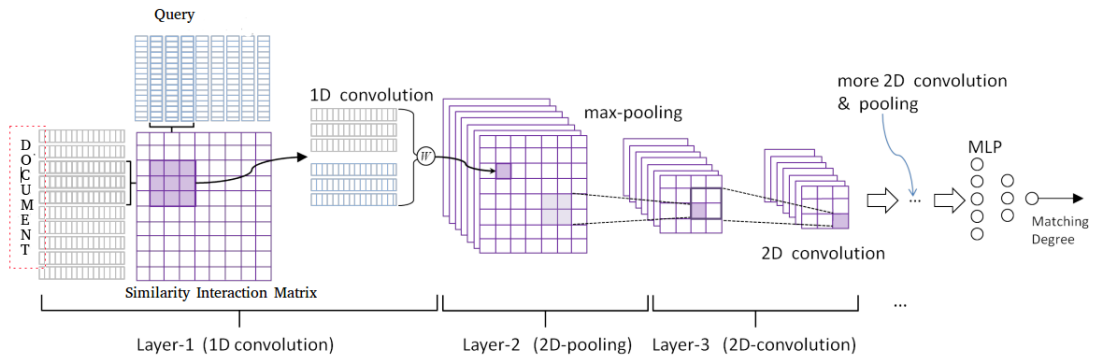 Query
DOCUMENT
Similarity Interaction Matrix
1D convolution
W
max-pooling
2D convolution
more 2D convolution
& pooling
...
MLP
Matching
Degree
Layer-1 (1D convolution)
Layer-2 (2D-pooling)
Layer-3 (2D-convolution)
...